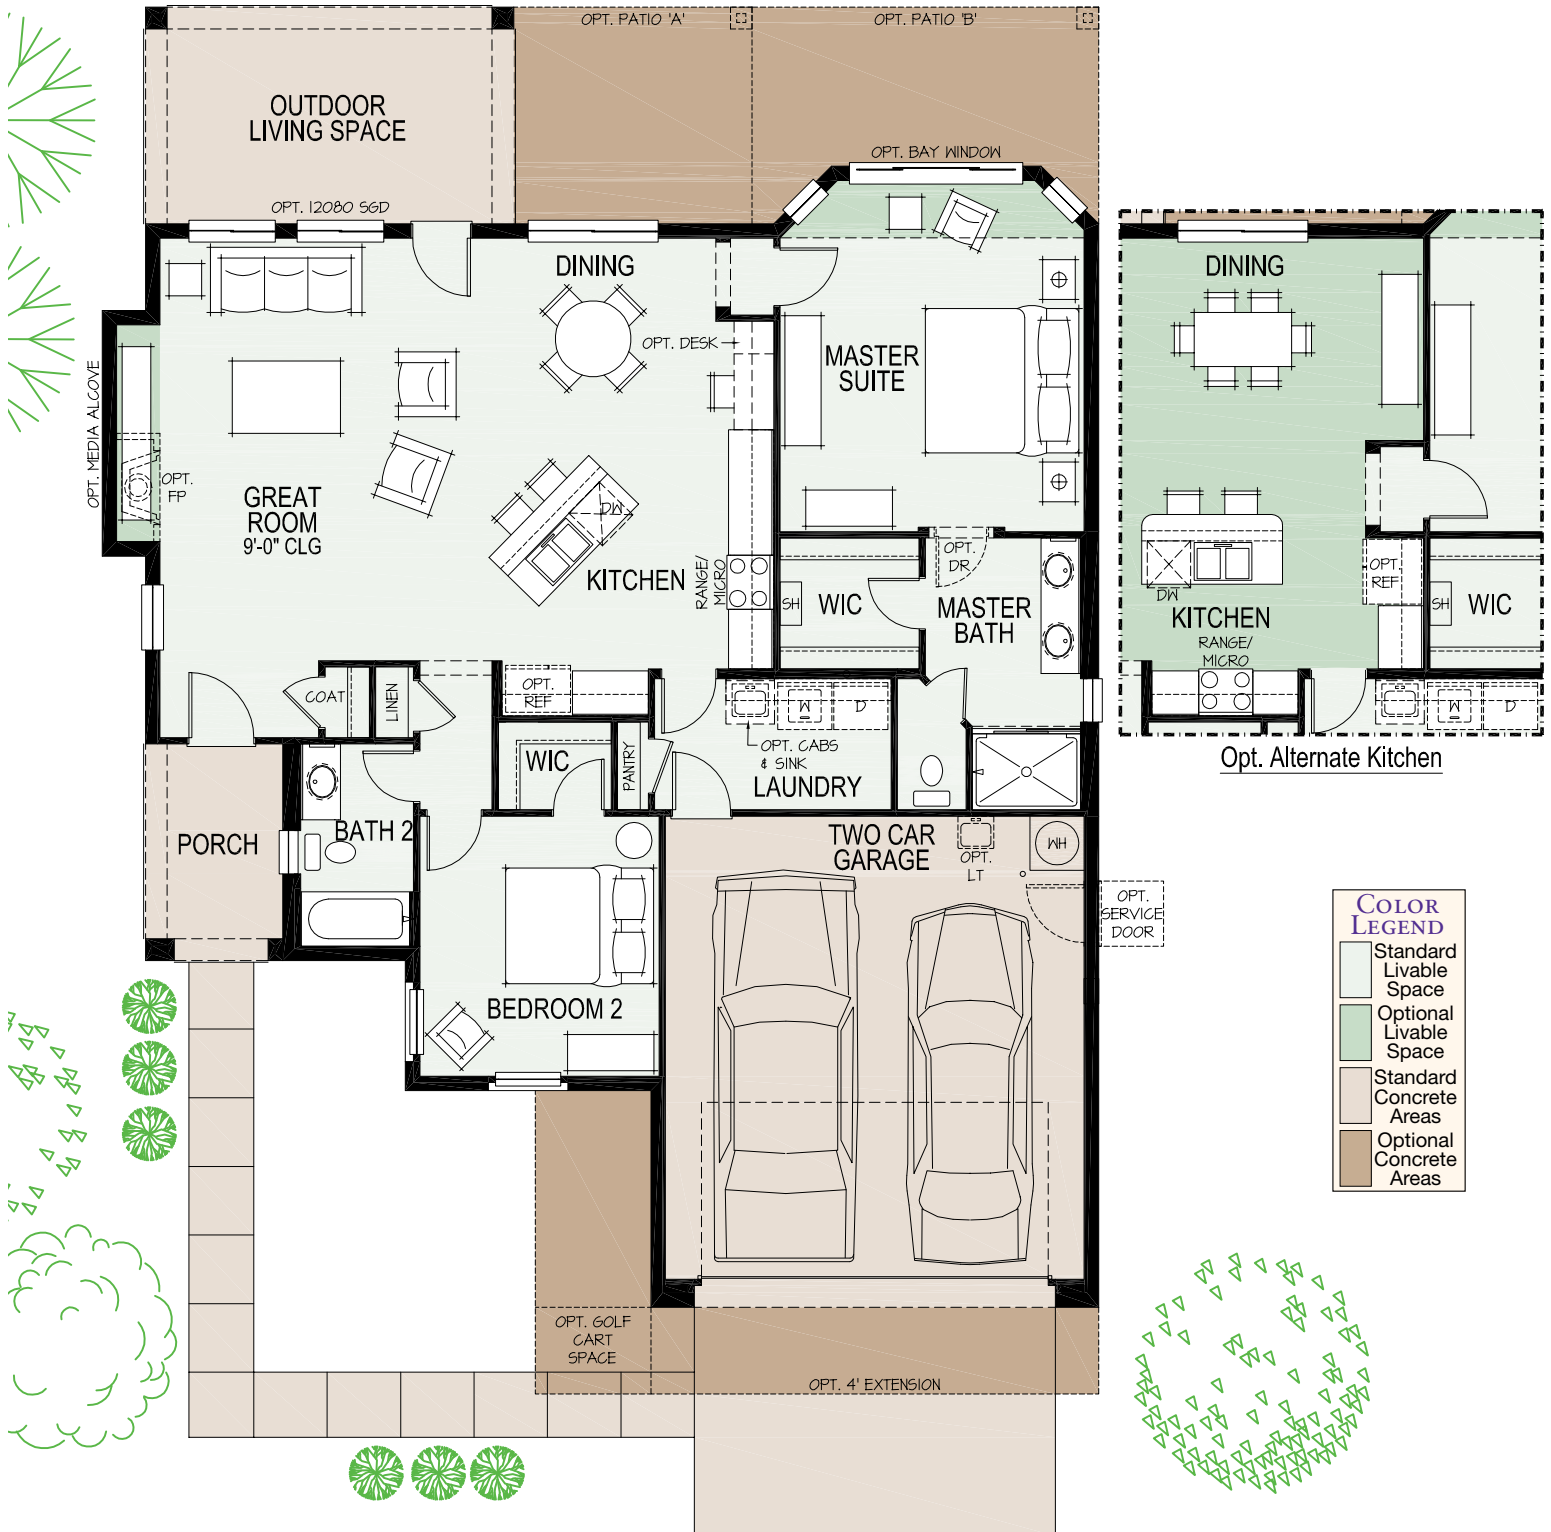 OPT. PATIO 'A'
OPT. PATIO 'B'
OUTDOOR
LIVING SPACE
OPT. BAY WINDOW
OPT. 12080 SGD
DINING
OPT. DESK
MASTER
SUITE
OPT. MEDIA ALCOVE
OPT.
FP
GREAT
ROOM
9'-0" CLG
DW
KITCHEN
RANGE/
MICRO
OPT.
DR.
SH
WIC
MASTER
BATH
COAT
LINEN
OPT.
REF
W
D
OPT. CABS
& SINK
LAUNDRY
WIC
PANTRY
PORCH
BATH 2
TWO CAR
GARAGE
OPT.
LT
WH
OPT.
SERVICE
DOOR
BEDROOM 2
OPT. GOLF
CART
SPACE
OPT. 4' EXTENSION
DINING
OPT.
REF
DW
KITCHEN
RANGE/
MICRO
SH
WIC
W
D
Opt. Alternate Kitchen
COLOR
LEGEND
Standard
Livable
Space
Optional
Livable
Space
Standard
Concrete
Areas
Optional
Concrete
Areas